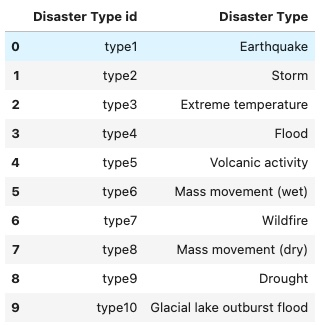 Disaster Type id Disaster Type
0 type1 Earthquake
1 type2 Storm
2 type3 Extreme temperature
3 type4 Flood
4 type5 Volcanic activity
5 type6 Mass movement (wet)
6 type7 Wildfire
7 type8 Mass movement (dry)
8 type9 Drought
9 type10 Glacial lake outburst flood